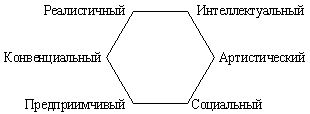 Реалистичный Интеллектуальный
Конвенциальный Артистический
Предприимчивый Социальный